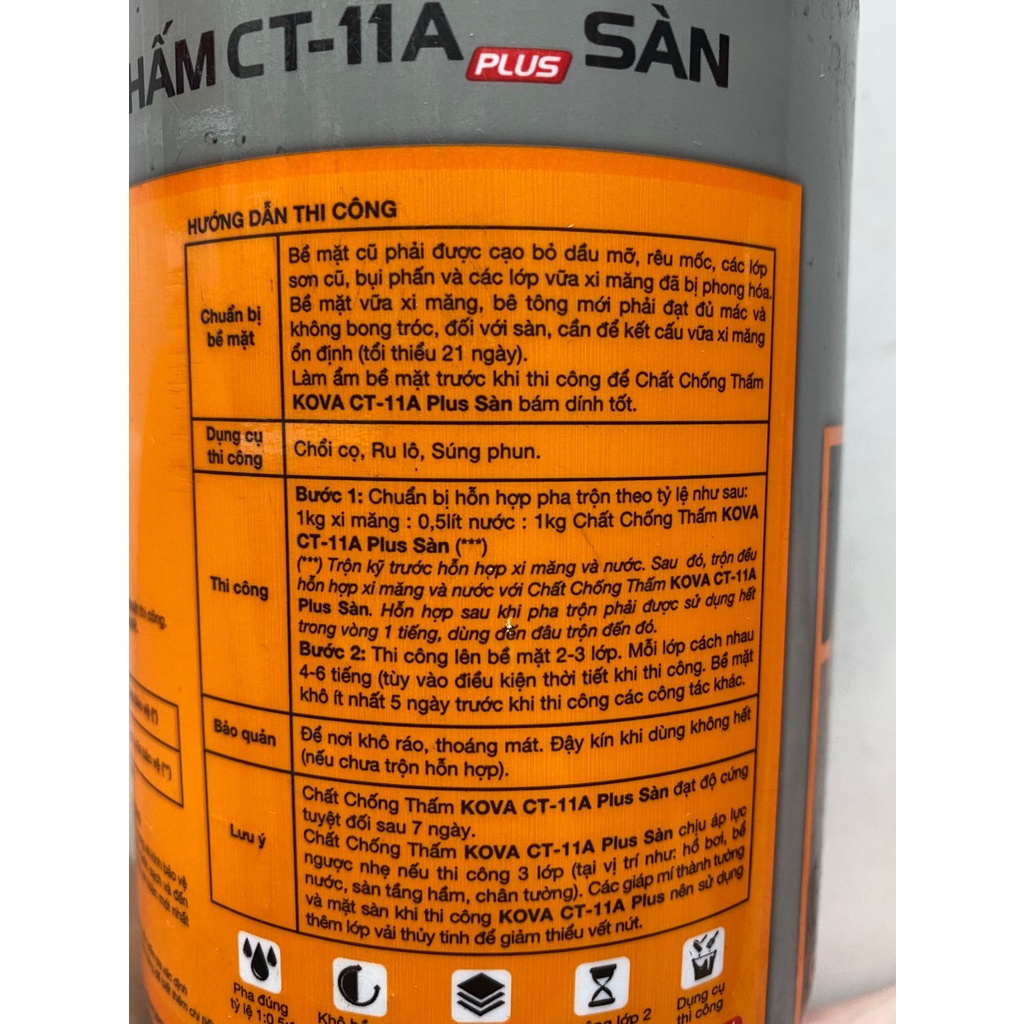 HẤM CT-11A PLUS SÀN
HƯỚNG DẪN THI CÔNG
Chuẩn bị
bề mặt
Bề mặt cũ phải được cạo bỏ dầu mỡ, rêu mốc, các lớp
sơn cũ, bụi phấn và các lớp vữa xi măng đã bị phong hóa.
Bề mặt vữa xi măng, bê tông mới phải đạt đủ mác và
không bong tróc, đối với sàn, cần để kết cấu vữa xi măng
ổn định (tối thiểu 21 ngày).
Làm ẩm bề mặt trước khi thi công để Chất Chống Thấm
KOVA CT-11A Plus Sàn bám dính tốt.
Dụng cụ
thi công
Chổi cọ, Ru lô, Súng phun.
Thi công
Bước 1: Chuẩn bị hỗn hợp pha trộn theo tỷ lệ như sau:
1kg xi măng : 0,5lít nước : 1kg Chất Chống Thấm KOVA
CT-11A Plus Sàn (***)
(***) Trộn kỹ trước hỗn hợp xi măng và nước. Sau đó, trộn đều
hỗn hợp xi măng và nước với Chất Chống Thấm KOVA CT-11A
Plus Sàn. Hỗn hợp sau khi pha trộn phải được sử dụng hết
trong vòng 1 tiếng, dùng đến đâu trộn đến đó.
Bước 2: Thi công lên bề mặt 2-3 lớp. Mỗi lớp cách nhau
4-6 tiếng (tùy vào điều kiện thời tiết khi thi công. Bề mặt
khô ít nhất 5 ngày trước khi thi công các công tác khác.
Bảo quản
Để nơi khô ráo, thoáng mát. Đậy kín khi dùng không hết
(nếu chưa trộn hỗn hợp).
Lưu ý
Chất Chống Thấm KOVA CT-11A Plus Sàn đạt độ cứng
tuyệt đối sau 7 ngày.
Chất Chống Thấm KOVA CT-11A Plus Sàn chịu áp lực
ngược nhẹ nếu thi công 3 lớp (tại vị trí như: hồ bơi, bể
nước, sàn tầng hầm, chân tường). Các giáp mí thành tường
và mặt sàn khi thi công KOVA CT-11A Plus nên sử dụng
thêm lớp vải thủy tinh để giảm thiểu vết nứt.
Pha đúng
tỷ lệ 1:0.5
Khô
lớp 2
Dụng cụ
thi công